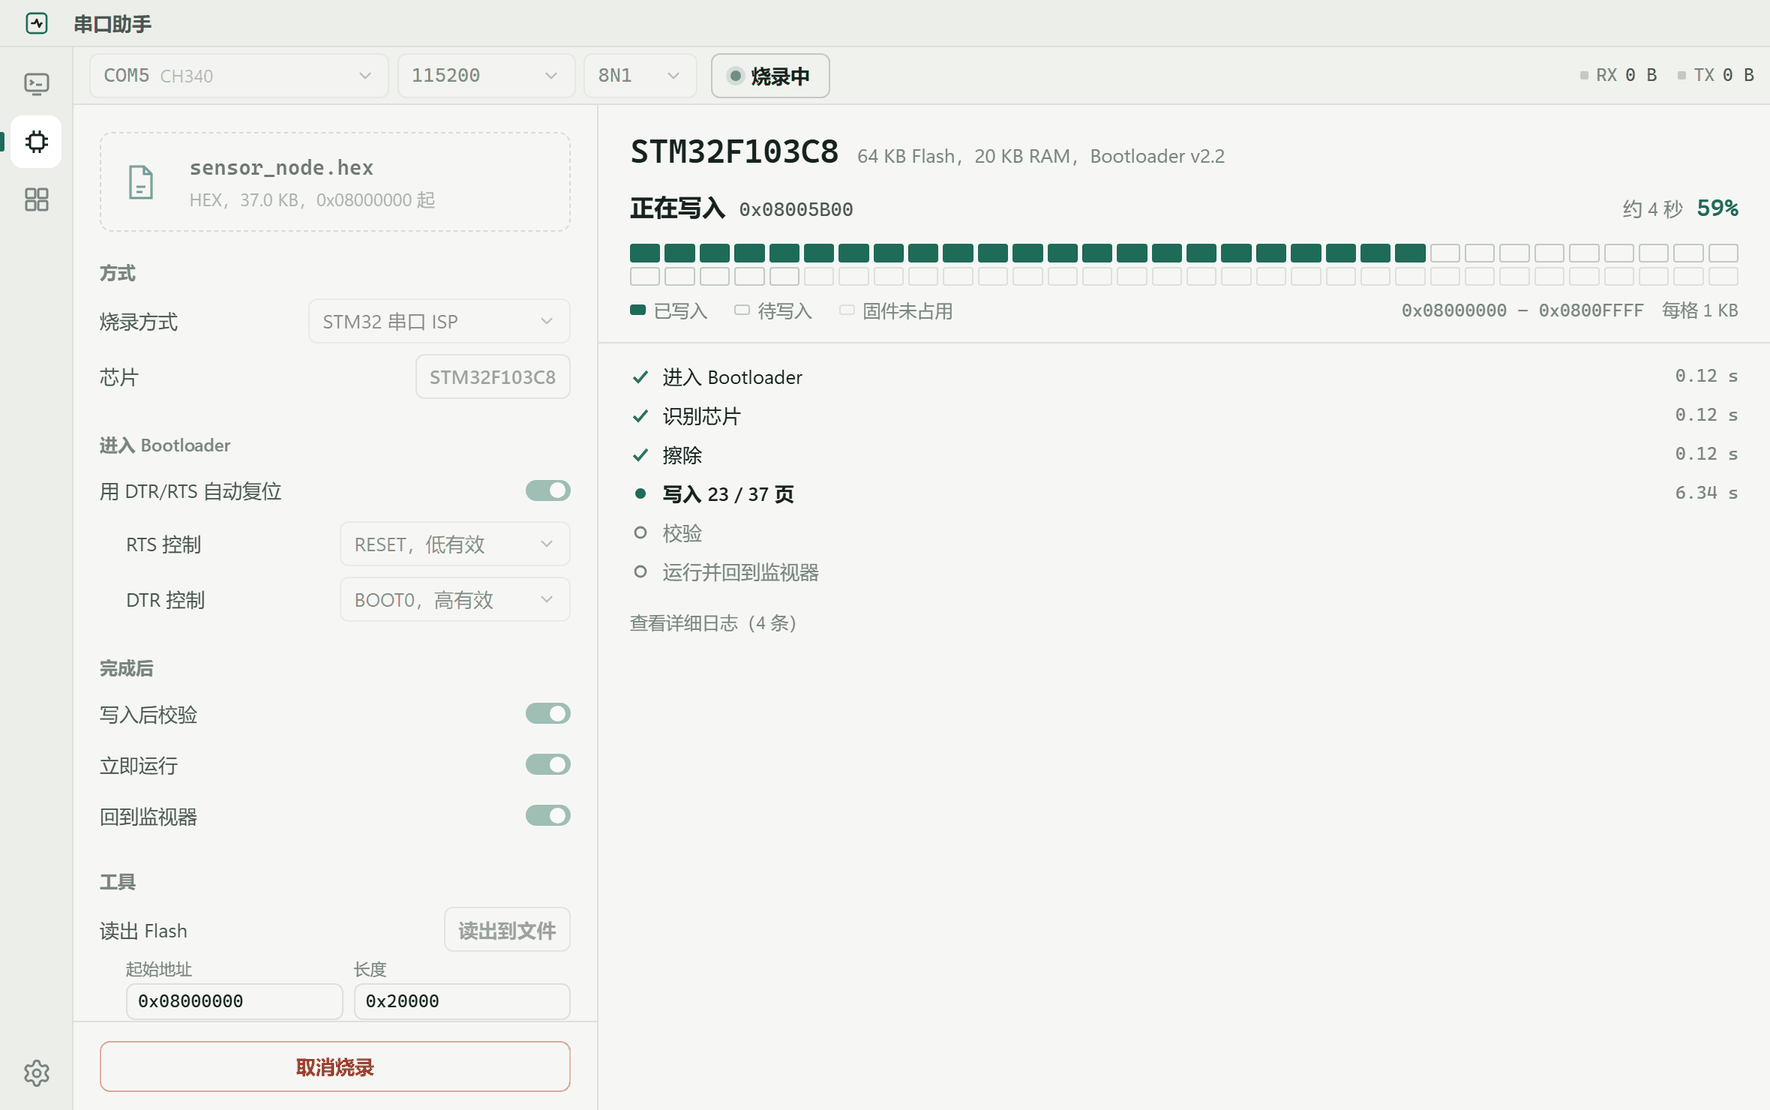 串口助手
COM5 CH340
115200
8N1
烧录中
RX 0 B
TX 0 B
sensor_node.hex
HEX，37.0 KB，0x08000000 起
方式
烧录方式
STM32 串口 ISP
芯片
STM32F103C8
进入 Bootloader
用 DTR/RTS 自动复位
RTS 控制
RESET，低有效
DTR 控制
BOOT0，高有效
完成后
写入后校验
立即运行
回到监视器
工具
读出 Flash
读出到文件
起始地址
长度
0x08000000
0x20000
取消烧录
STM32F103C8 64 KB Flash，20 KB RAM，Bootloader v2.2
正在写入 0x08005B00
约 4 秒 59%
已写入
待写入
固件未占用
0x08000000 – 0x0800FFFF 每格 1 KB
进入 Bootloader 0.12 s
识别芯片 0.12 s
擦除 0.12 s
写入 23 / 37 页 6.34 s
校验
运行并回到监视器
查看详细日志（4 条）